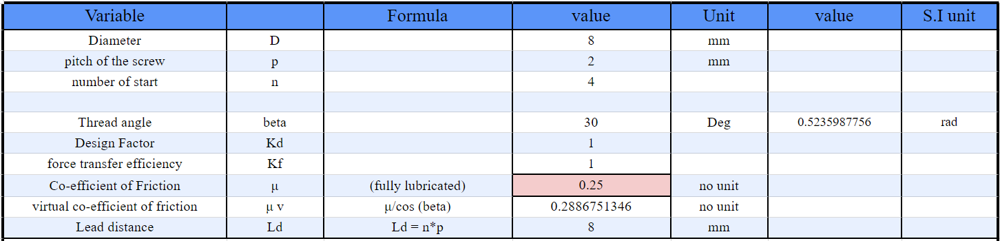 Variable Formula value Unit value S.I unit
Diameter D 8 mm
pitch of the screw p 2 mm
number of start n 4
Thread angle beta 30 Deg 0.5235987756 rad
Design Factor Kd 1
force transfer efficiency Kf 1
Co-efficient of Friction μ (fully lubricated) 0.25 no unit
virtual co-efficient of friction μ v μ/cos (beta) 0.2886751346 no unit
Lead distance Ld Ld = n*p 8 mm